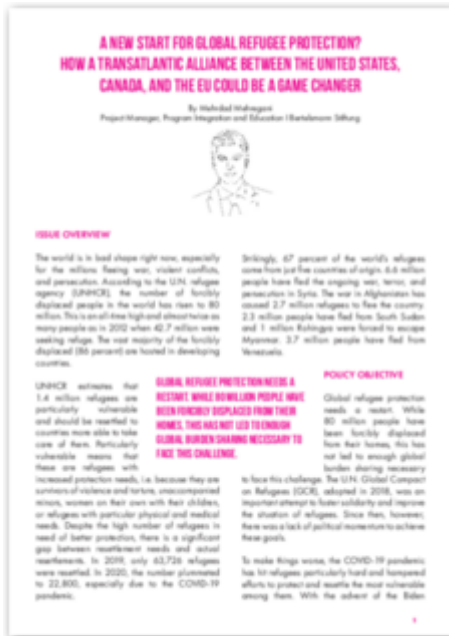 A NEW START FOR GLOBAL REFUGEE PROTECTION?
HOW A TRANSATLANTIC ALLIANCE BETWEEN THE UNITED STATES,
CANADA, AND THE EU COULD BE A GAME CHANGER
By Mehrdad Mehregani
Project Manager, Program Integration and Education I Bertelsmann Stiftung
ISSUE OVERVIEW
The world is in bad shape right now, especially
for the millions fleeing war, violent conflicts,
and persecution. According to the U.N. refugee
agency (UNHCR), the number of forcibly
displaced people in the world has risen to 80
million. This is an all-time high and almost twice as
many people as in 2012 when 42.7 million were
seeking refuge. The vast majority of the forcibly
displaced (86 percent) are hosted in developing
countries.
UNHCR estimates that
1.4 million refugees are
particularly vulnerable
and should be resettled to
countries more able to take
care of them. Particularly
vulnerable means that
these are refugees with
increased protection needs, i.e. because they are
survivors of violence and torture, unaccompanied
minors, women on their own with their children,
or refugees with particular physical and medical
needs. Despite the high number of refugees in
need of better protection, there is a significant
gap between resettlement needs and actual
resettlements. In 2019, only 63,726 refugees
were resettled. In 2020, the number plummeted
to 22,800, especially due to the COVID-19
pandemic.
GLOBAL REFUGEE PROTECTION NEEDS A
RESTART. WHILE 80 MILLION PEOPLE HAVE
BEEN FORCIBLY DISPLACED FROM THEIR
HOMES, THIS HAS NOT LED TO ENOUGH
GLOBAL BURDEN SHARING NECESSARY TO
FACE THIS CHALLENGE.
Strikingly, 67 percent of the world's refugees
come from just five countries of origin. 6.6 million
people have fled the ongoing war, terror, and
persecution in Syria. The war in Afghanistan has
caused 2.7 million refugees to flee the country.
2.3 million people have fled from South Sudan
and 1 million Rohingya were forced to escape
Myanmar. 3.7 million people have fled from
Venezuela.
POLICY OBJECTIVE
Global refugee protection
needs a restart. While
80 million people have
been forcibly displaced
from their homes, this has
not led to enough global
burden sharing necessary
to face this challenge. The U.N. Global Compact
on Refugees (GCR), adopted in 2018, was an
important attempt to foster solidarity and improve
the situation of refugees. Since then, however,
there was a lack of political momentum to achieve
these goals.
To make things worse, the COVID-19 pandemic
has hit refugees particularly hard and hampered
efforts to protect and resettle the most vulnerable
among them. With the advent of the Biden